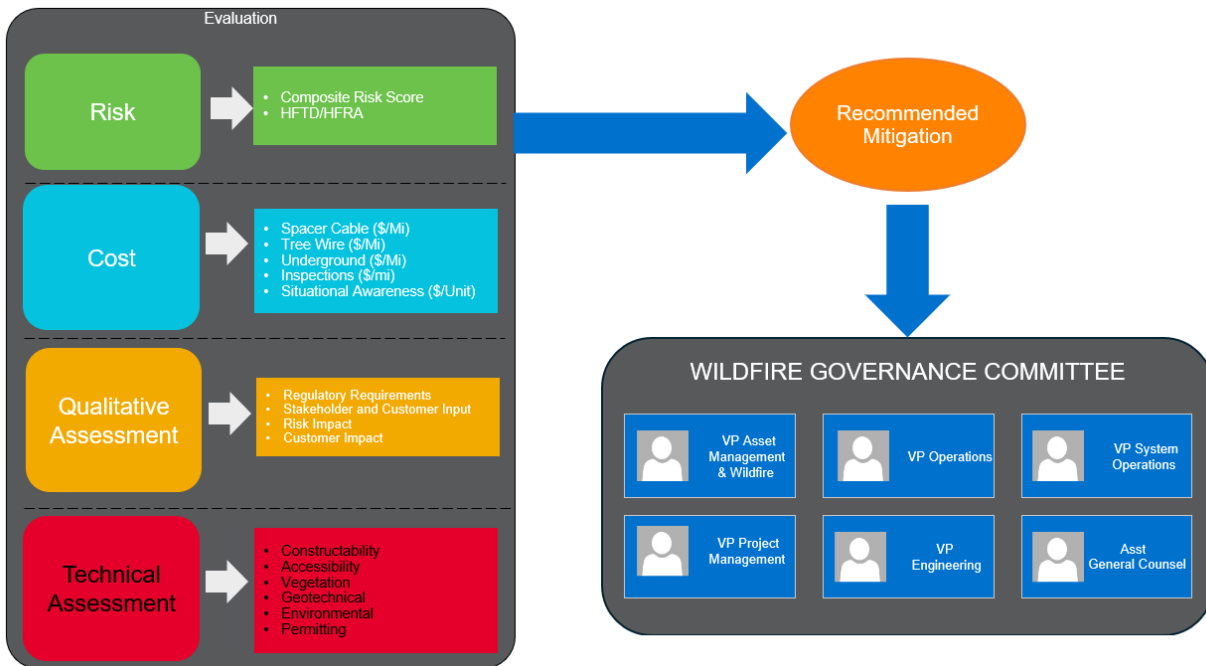 Evaluation
Risk
• Composite Risk Score
• HFTD/HFRA
Cost
• Spacer Cable ($/Mi)
• Tree Wire ($/Mi)
• Underground ($/Mi)
• Inspections ($/mi)
• Situational Awareness ($/Unit)
Qualitative
Assessment
• Regulatory Requirements
• Stakeholder and Customer Input
• Risk Impact
• Customer Impact
Technical
Assessment
• Constructability
• Accessibility
• Vegetation
• Geotechnical
• Environmental
• Permitting
Recommended
Mitigation
WILDFIRE GOVERNANCE COMMITTEE
VP Asset
Management
& Wildfire
VP Operations
VP System
Operations
VP Project
Management
VP
Engineering
Asst
General Counsel